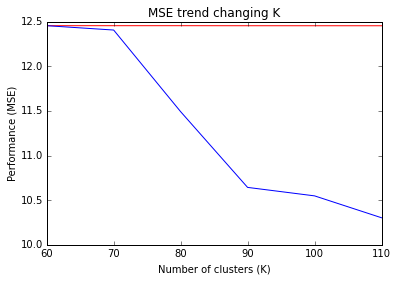 MSE trend changing K
12.5
12.0
11.5
11.0
10.5
10.0
Performance (MSE)
60 70 80 90 100 110
Number of clusters (K)